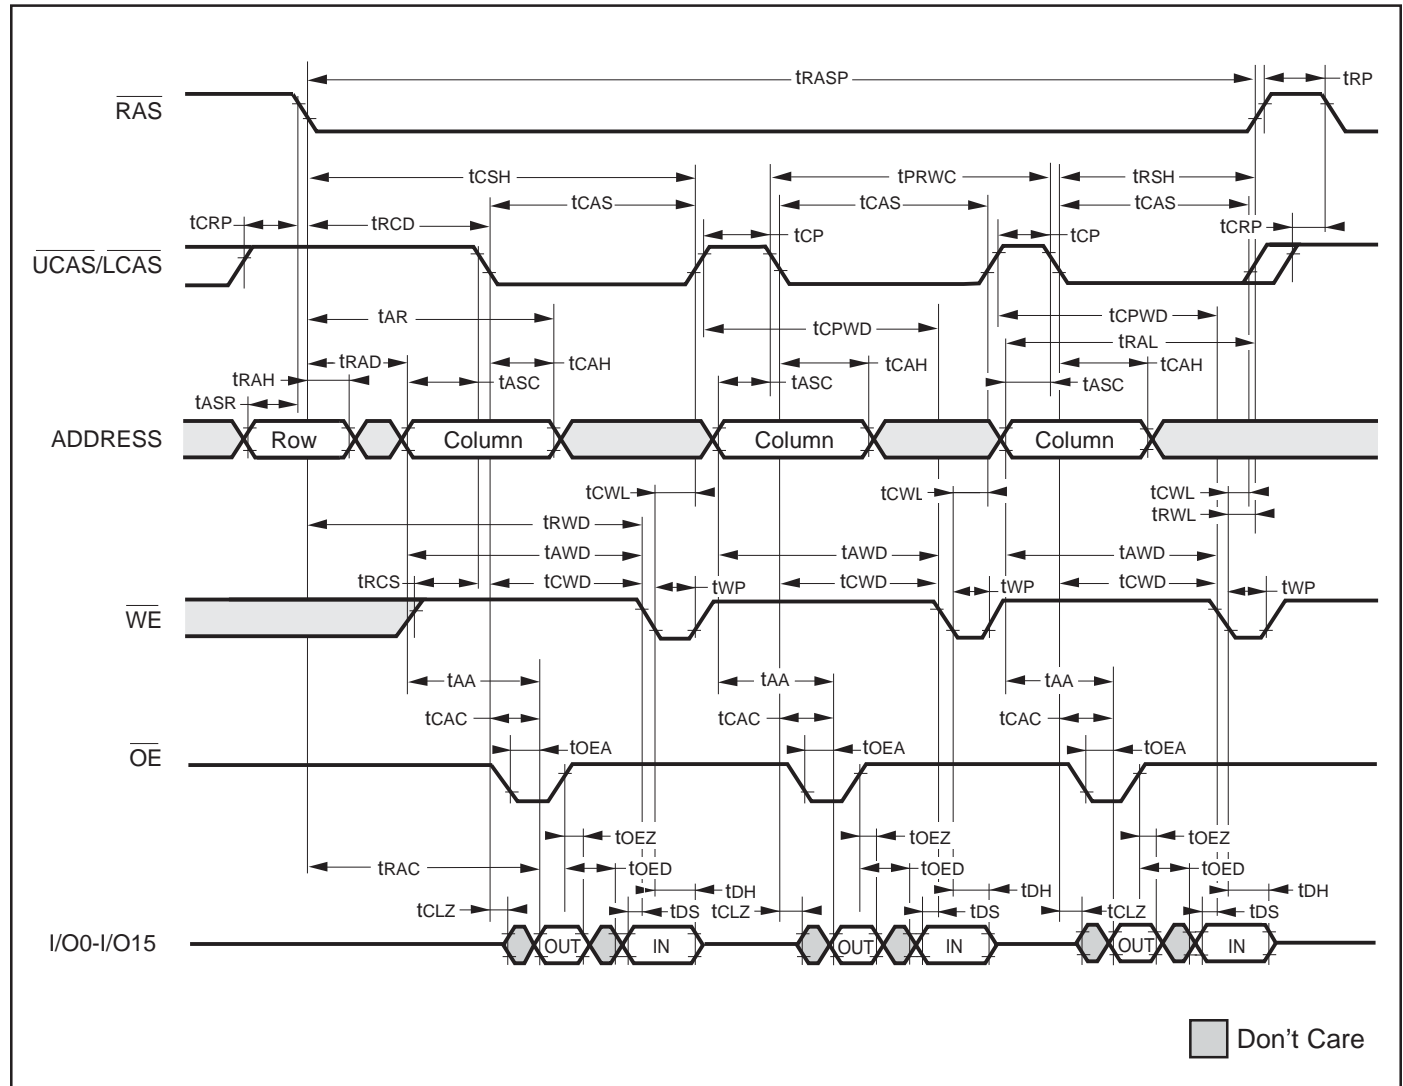 tRASP tRP
RAS
tCSH tPRWC tRSH
tCAS tCAS tCAS
tCRP tRCD tCP tCP tCRP
UCAS/LCAS
tAR tCPWD tCPWD
tRAL
tRAD tCAH tCAH tCAH
tRAH tASC tASC tASC
tASR
ADDRESS Row Column Column Column
tCWL tCWL tCWL
tRWD tRWL
tAWD tAWD tAWD
tRCS tCWD tWP tCWD tWP tCWD tWP
WE
tAA tAA tAA
tCAC tCAC tCAC
OE tOEA tOEA tOEA
tOEZ tOEZ tOEZ
tRAC tOED tOED tOED
tDH tDH tDH
tCLZ tDS tCLZ tDS tCLZ tDS
I/O0-I/O15 OUT IN OUT IN OUT IN
Don't Care